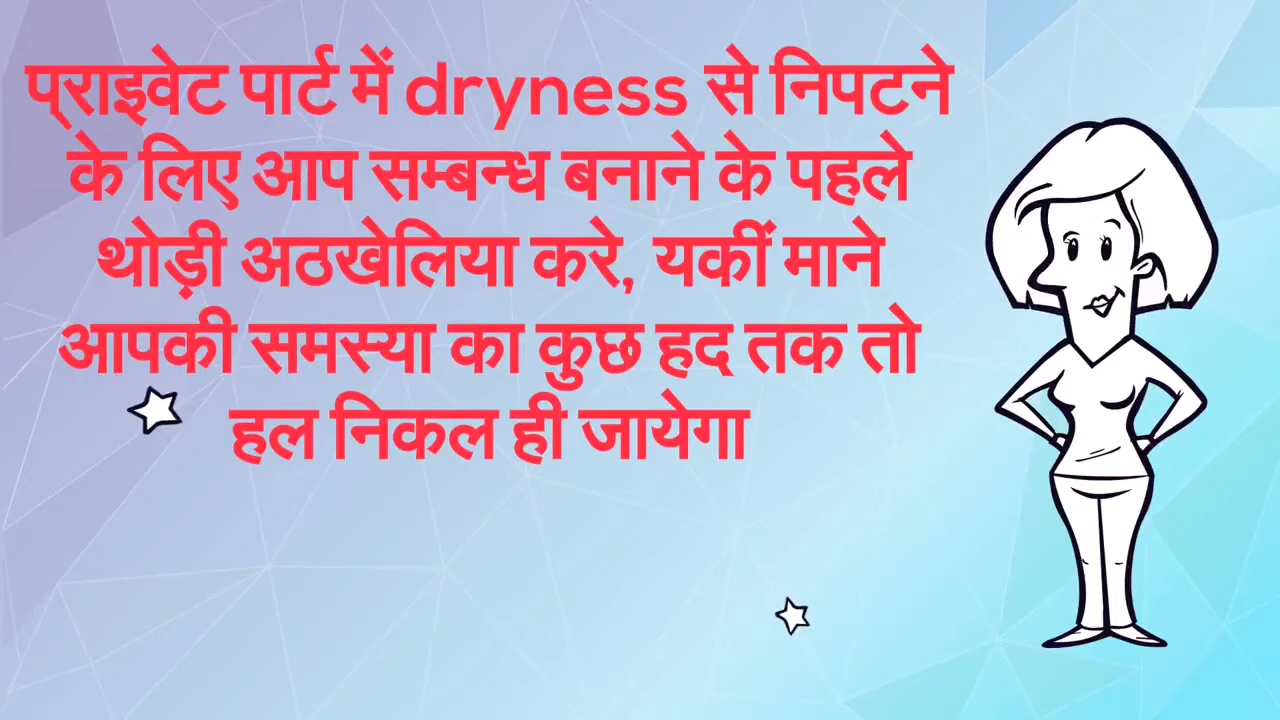 प्राइवेट पार्ट में dryness से निपटने
के लिए आप सम्बन्ध बनाने के पहले
थोड़ी अठखेलिया करे, यकीं माने
आपकी समस्या का कुछ हद तक तो
हल निकल ही जायेगा